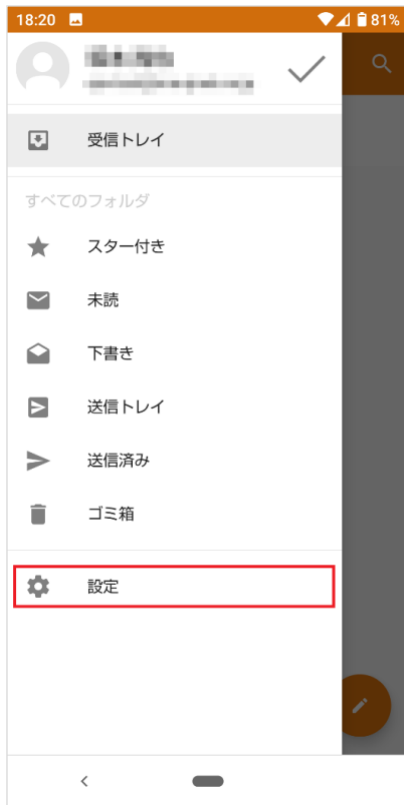 18:20 81%
受信トレイ
すべてのフォルダ
スター付き
未読
下書き
送信トレイ
送信済み
ゴミ箱
設定